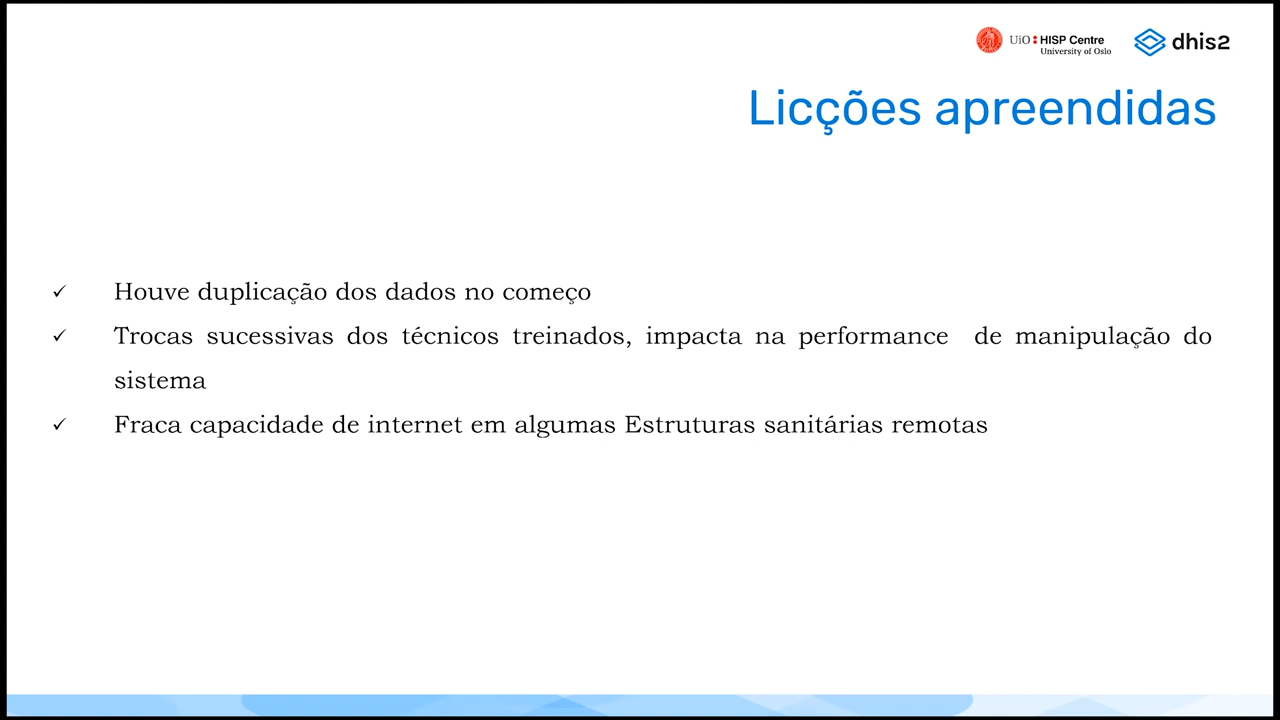 UiO HISP Centre
University of Oslo
dhis2
Licções apreendidas
✓ Houve duplicação dos dados no começo
✓ Trocas sucessivas dos técnicos treinados, impacta na performance de manipulação do
sistema
✓ Fraca capacidade de internet em algumas Estruturas sanitárias remotas